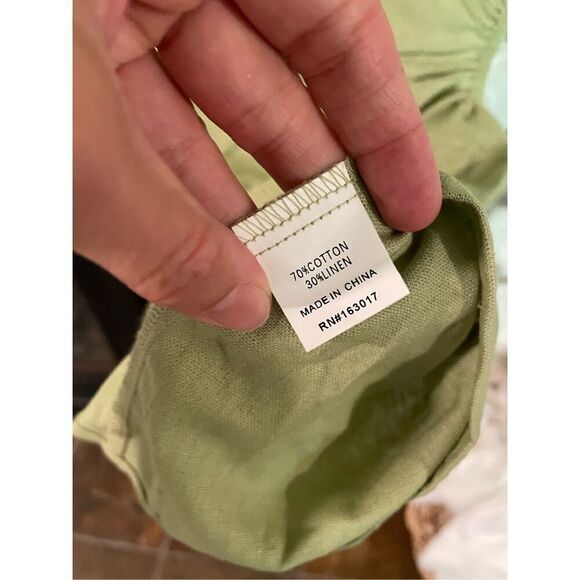 70%COTTON
30%LINEN
MADE IN CHINA
RN#163017